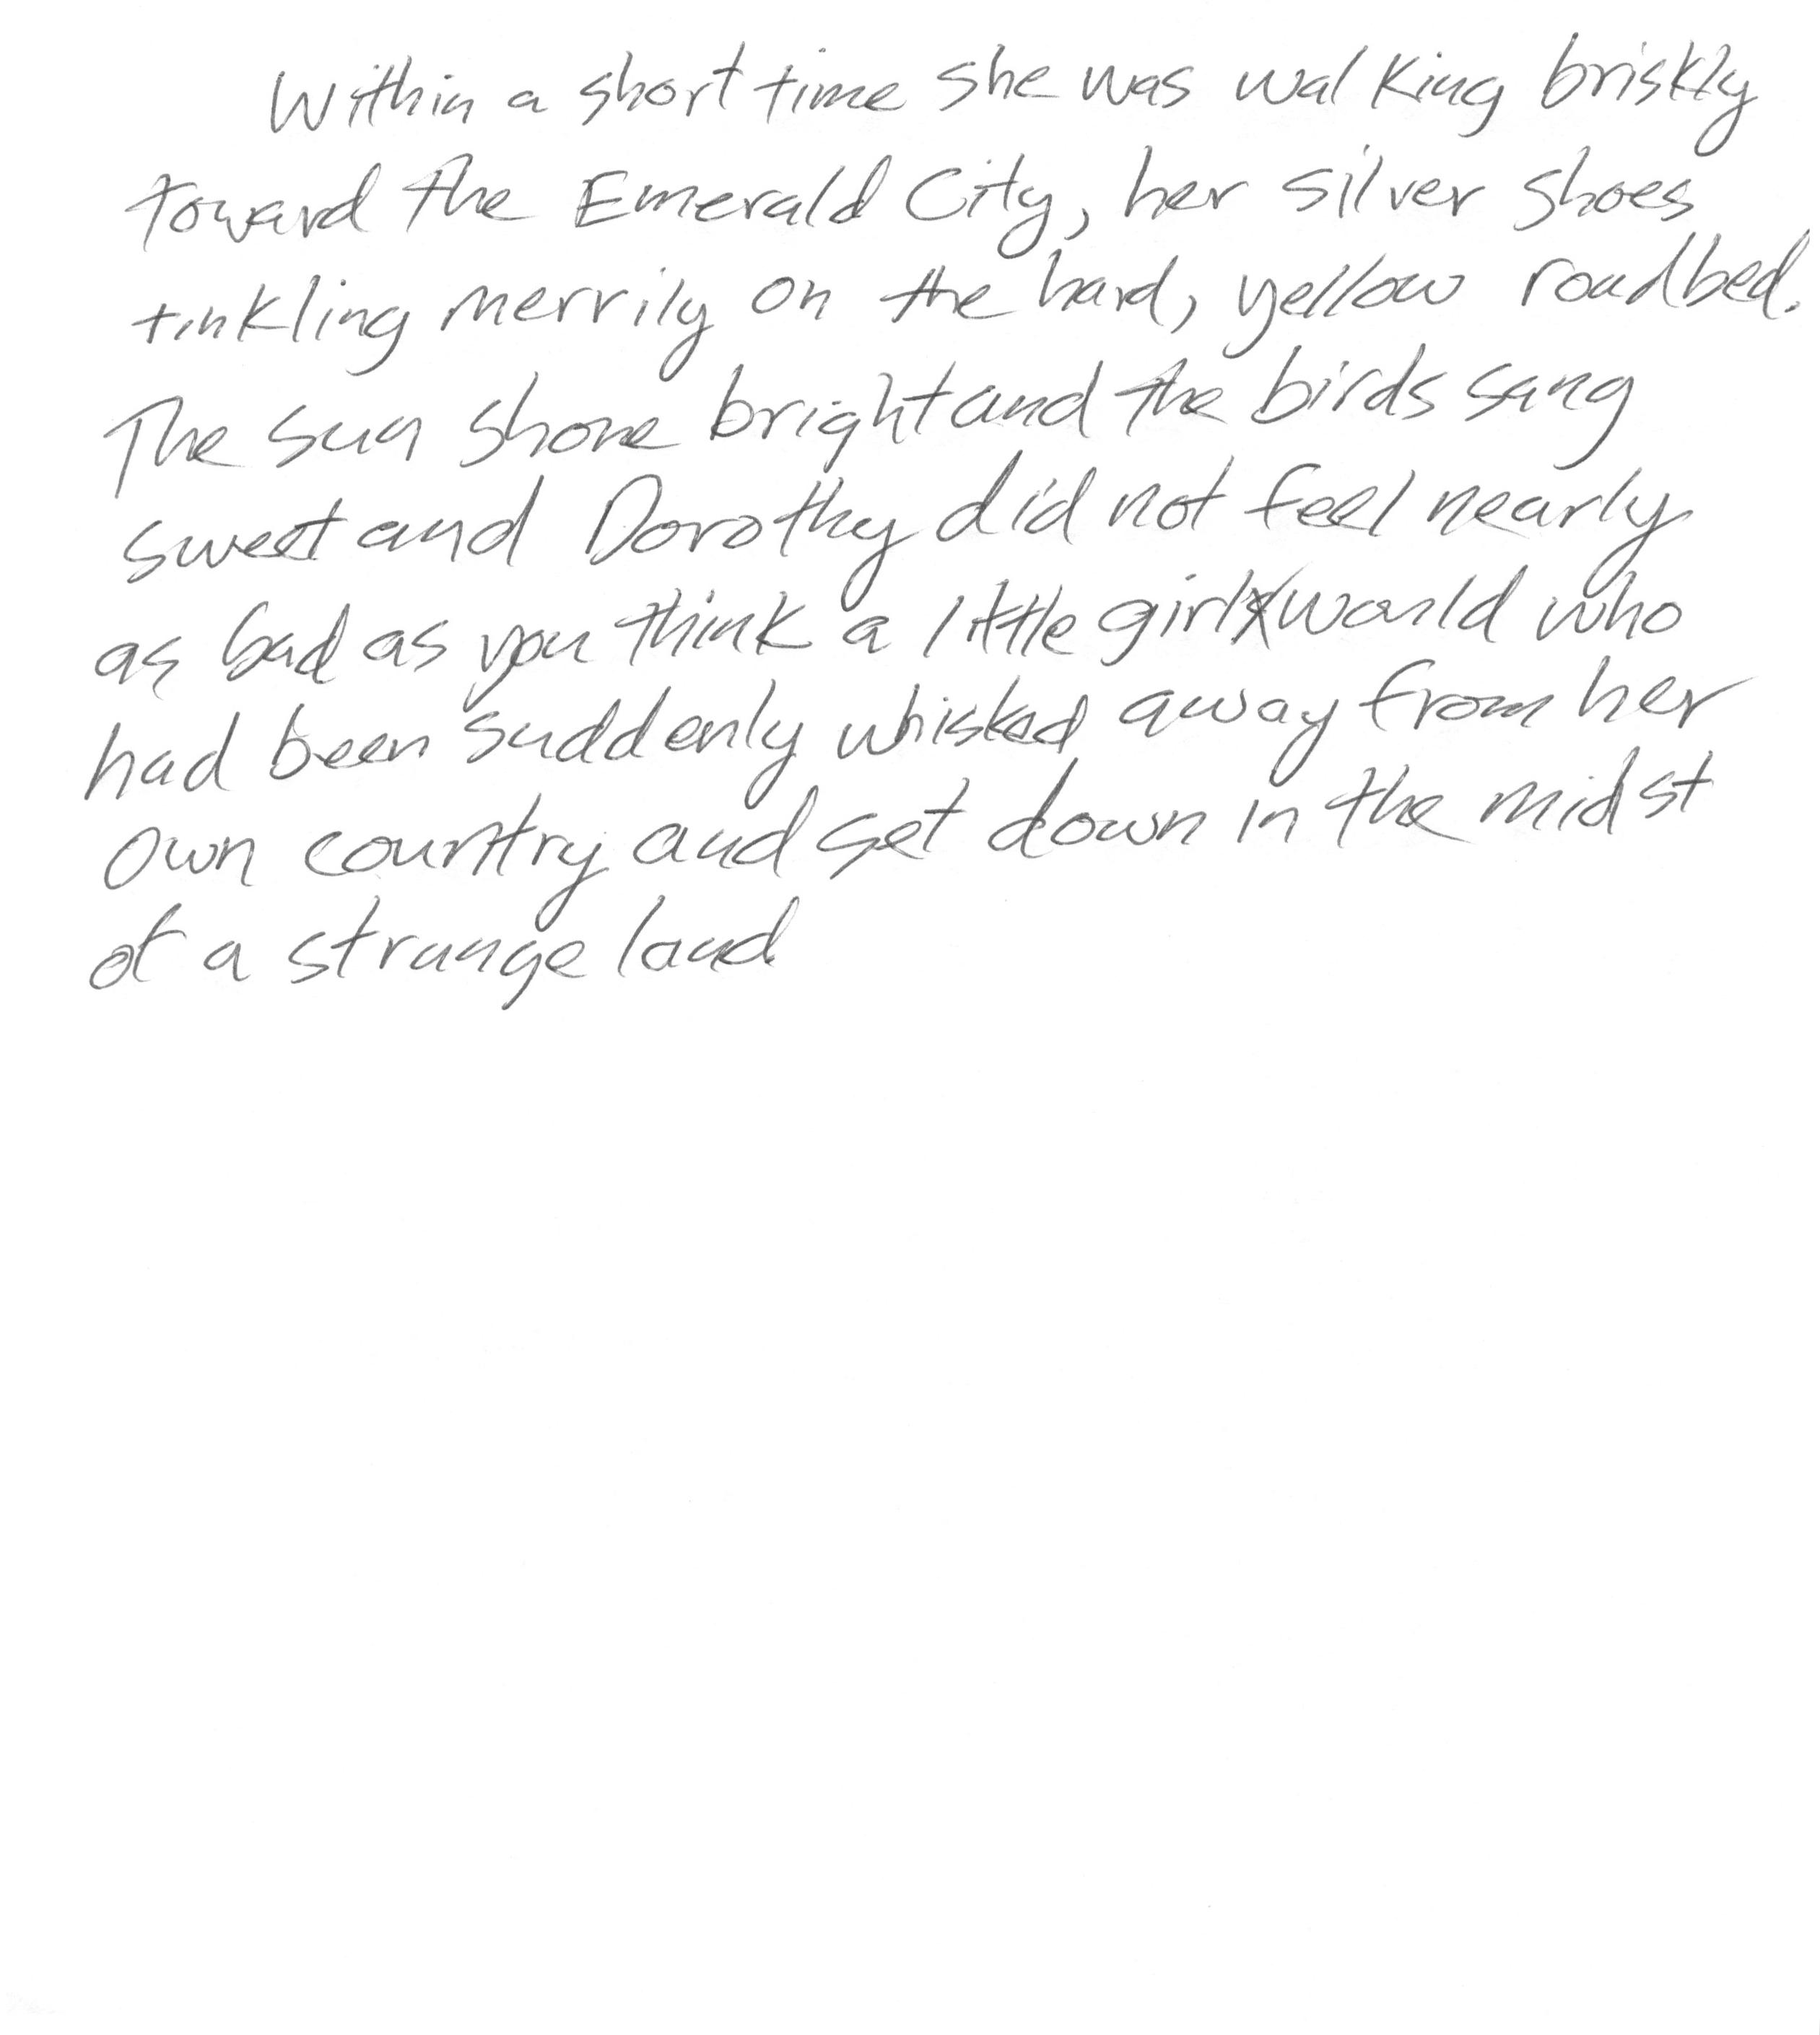 Within a short time she was walking briskly
toward the Emerald City, her silver shoes
tinkling merrily on the hard, yellow roadbed.
The sun shone bright and the birds sang
sweet and Dorothy did not feel nearly
as bad as you think a little girl would who
had been suddenly whisked away from her
own country and set down in the midst
of a strange land